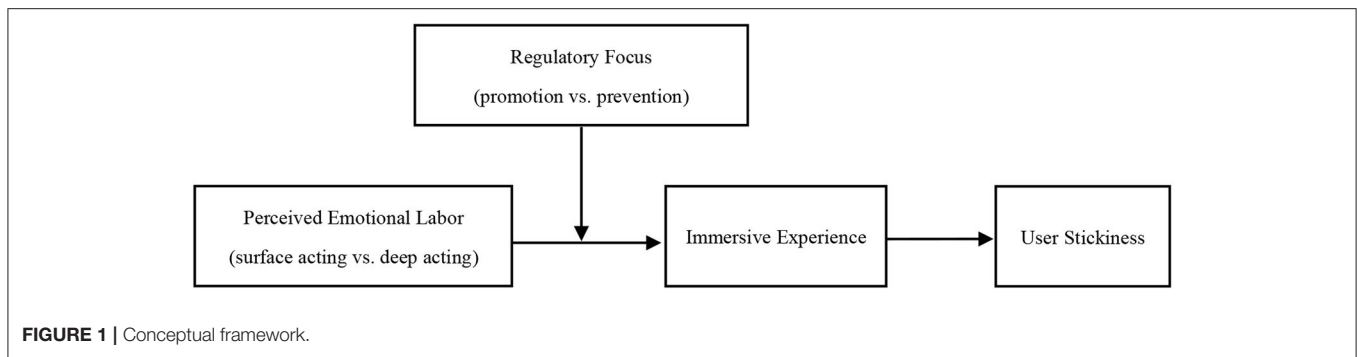 Regulatory Focus
(promotion vs. prevention)
Perceived Emotional Labor
(surface acting vs. deep acting)
Immersive Experience
User Stickiness
FIGURE 1 | Conceptual framework.